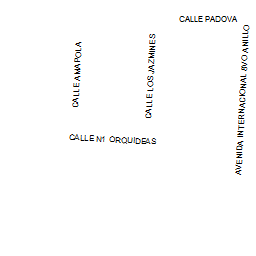 CALLE PADOVA
CALLE AMAPOLA
CALLE LOS JAZMINES
AVENIDA INTERNACIONAL 8VO ANILLO
CALLE N1 ORQUIDEAS